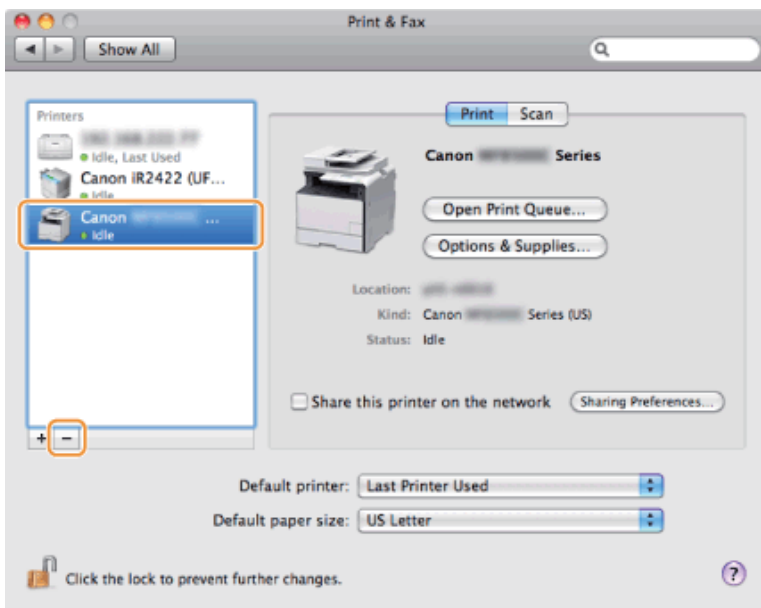 Print & Fax
Show All
Printers
Idle, Last Used
Canon iR2422 (UF...
Idle
Canon ...
Idle
+ −
Print Scan
Canon Series
Open Print Queue...
Options & Supplies...
Location:
Kind: Canon Series (US)
Status: Idle
Share this printer on the network Sharing Preferences...
Default printer: Last Printer Used
Default paper size: US Letter
Click the lock to prevent further changes.
?